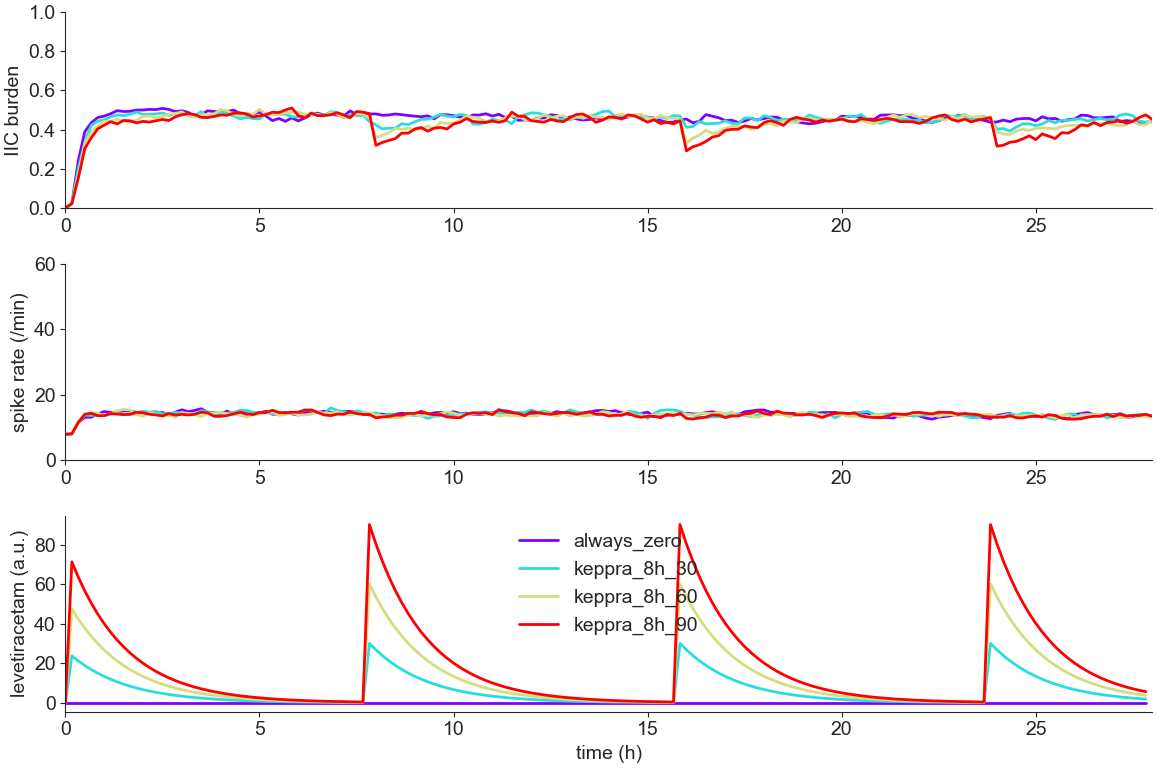 IIC burden
1.0
0.8
0.6
0.4
0.2
0.0
0 5 10 15 20 25
spike rate (/min)
60
40
20
0
0 5 10 15 20 25
levetiracetam (a.u.)
80
60
40
20
0
always_zero
keppra_8h_30
keppra_8h_60
keppra_8h_90
0 5 10 15 20 25
time (h)